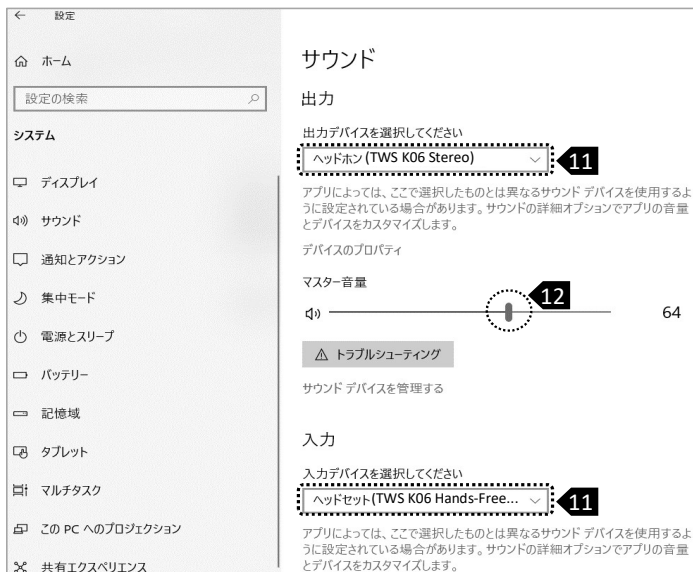 ← 設定
ホーム
設定の検索
システム
ディスプレイ
サウンド
通知とアクション
集中モード
電源とスリープ
バッテリー
記憶域
タブレット
マルチタスク
この PC へのプロジェクション
共有エクスペリエンス
サウンド
出力
出力デバイスを選択してください
ヘッドホン (TWS K06 Stereo)
11
アプリによっては、ここで選択したものとは異なるサウンド デバイスを使用するよ
うに設定されている場合があります。サウンドの詳細オプションでアプリの音量
とデバイスをカスタマイズします。
デバイスのプロパティ
マスター音量
12
64
トラブルシューティング
サウンド デバイスを管理する
入力
入力デバイスを選択してください
ヘッドセット(TWS K06 Hands-Free...
11
アプリによっては、ここで選択したものとは異なるサウンド デバイスを使用するよ
うに設定されている場合があります。サウンドの詳細オプションでアプリの音量
とデバイスをカスタマイズします。